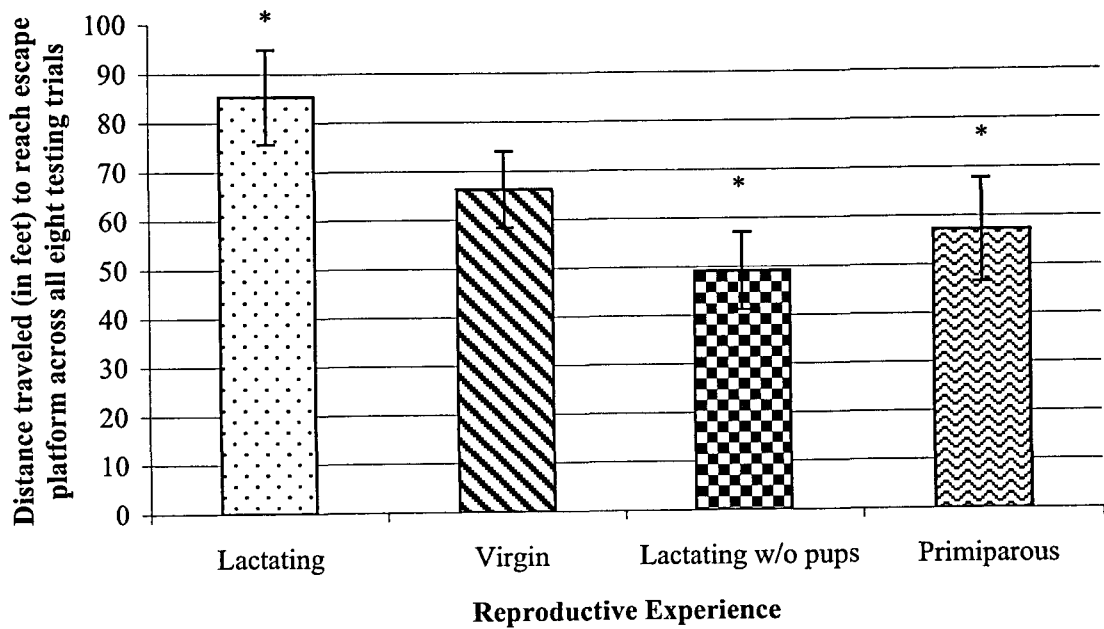 Distance traveled (in feet) to reach escape
platform across all eight testing trials
100
90
80
70
60
50
40
30
20
10
0
*
*
*
Lactating
Virgin
Lactating w/o pups
Primiparous
Reproductive Experience